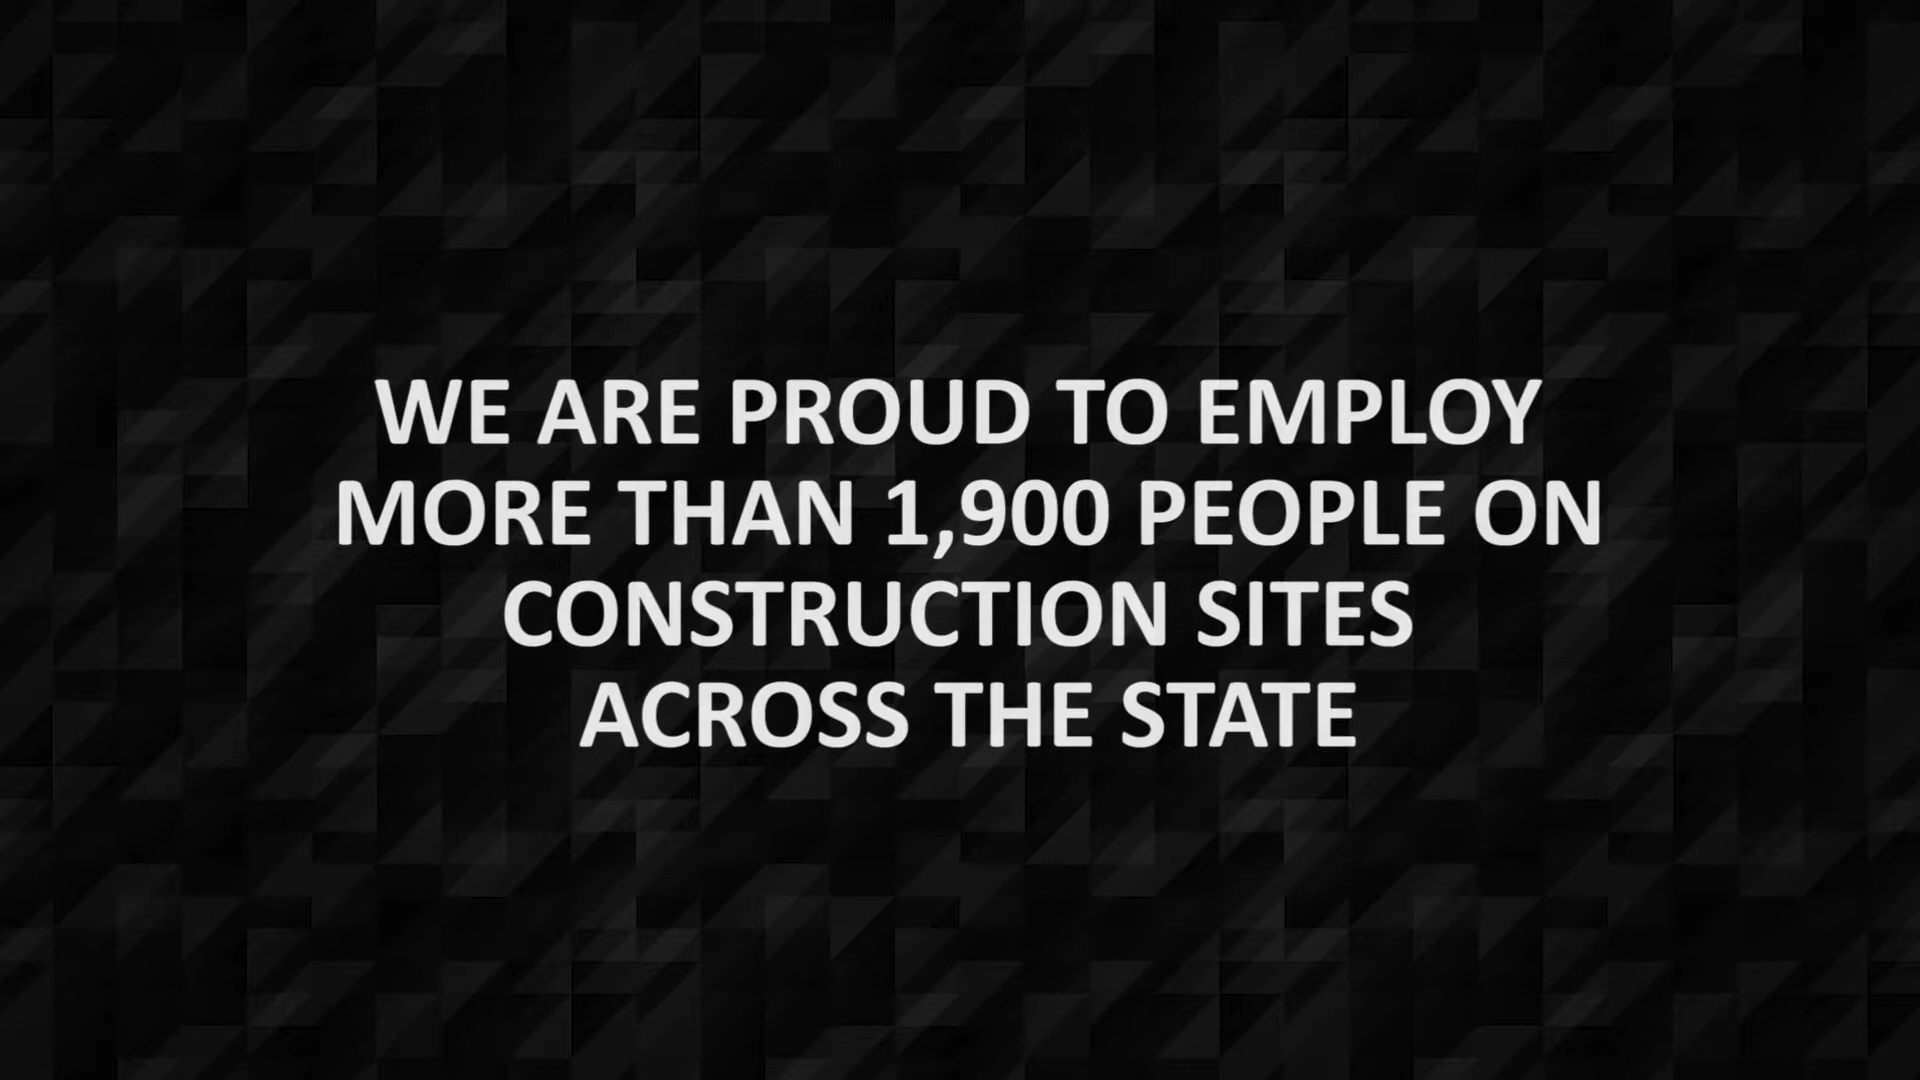 WE ARE PROUD TO EMPLOY
MORE THAN 1,900 PEOPLE ON
CONSTRUCTION SITES
ACROSS THE STATE